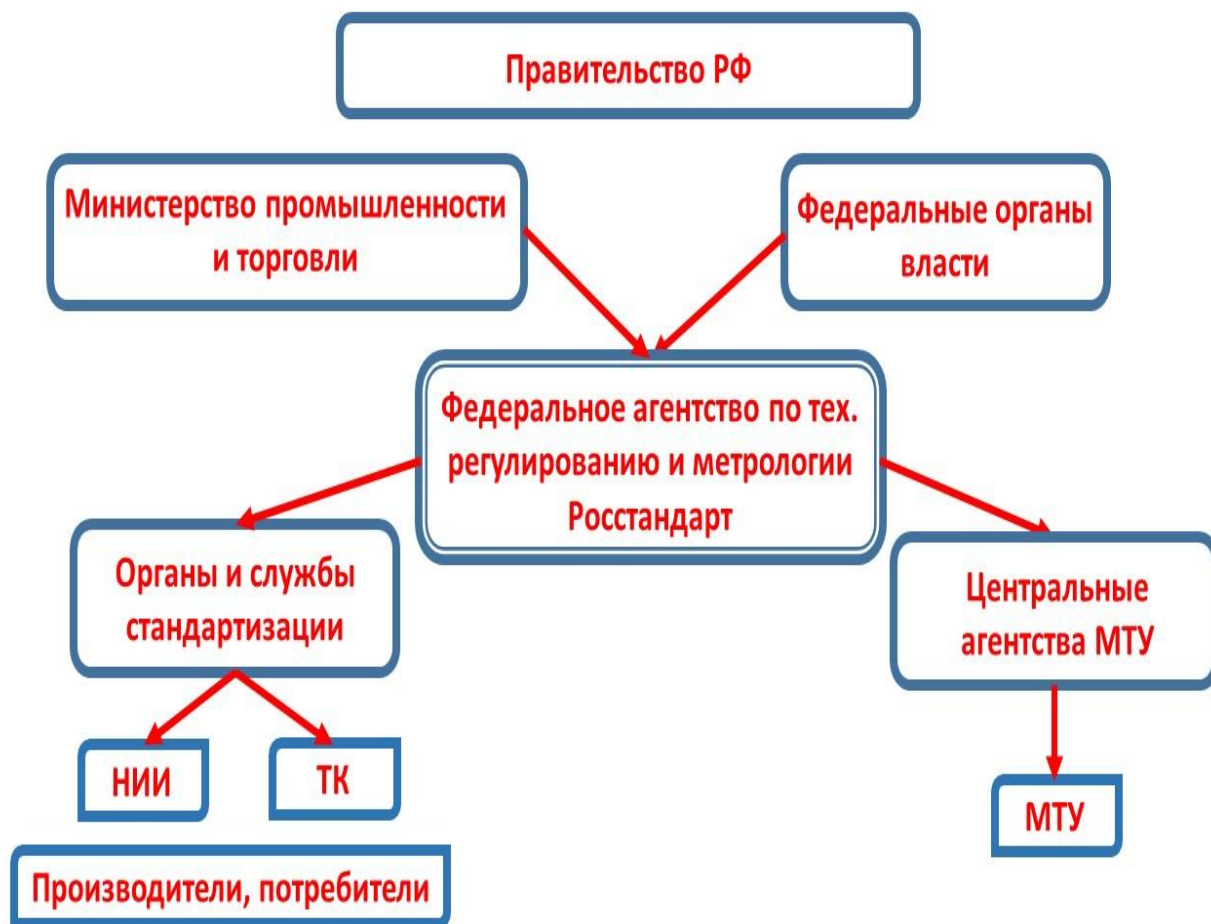 Правительство РФ
Министерство промышленности
и торговли
Федеральные органы
власти
Федеральное агентство по тех.
регулированию и метрологии
Росстандарт
Органы и службы
стандартизации
Центральные
агентства МТУ
НИИ
ТК
МТУ
Производители, потребители